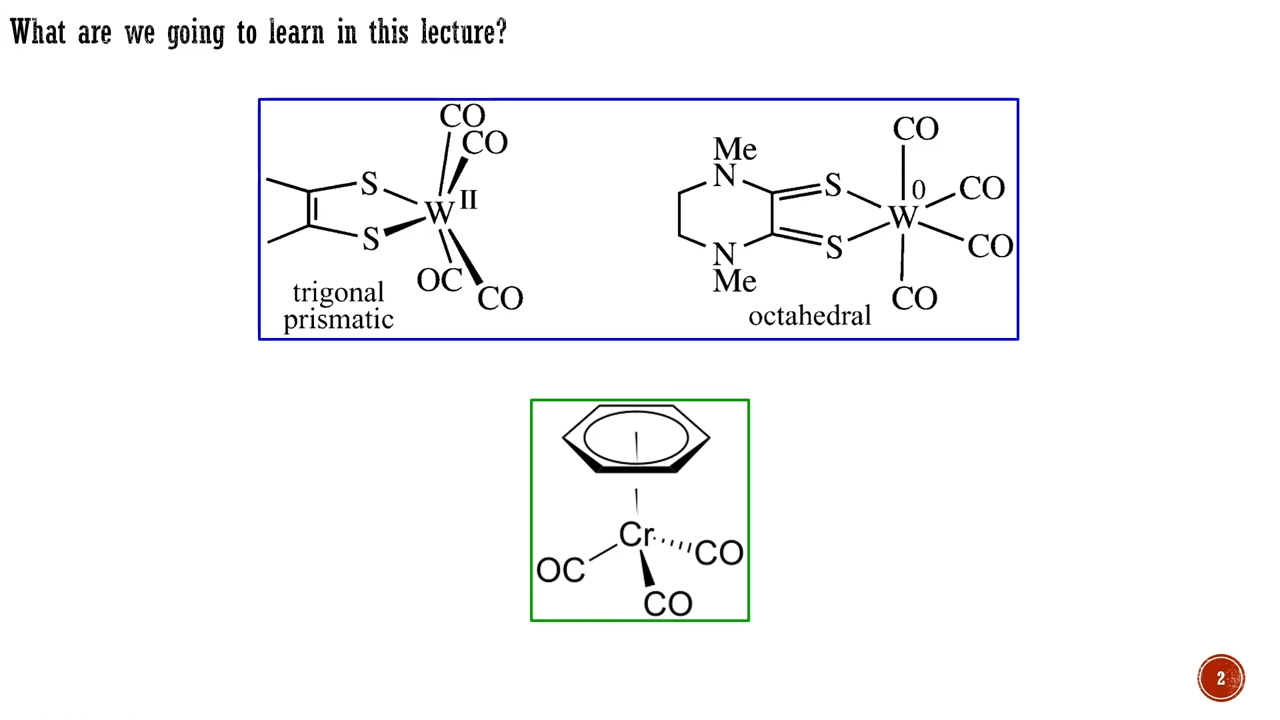 What are we going to learn in this lecture?
CO
CO
S
W II
S
OC
CO
trigonal
prismatic
Me
N
S
CO
0
CO
W
S
CO
N
Me
CO
octahedral
Cr
OC
CO
CO
2